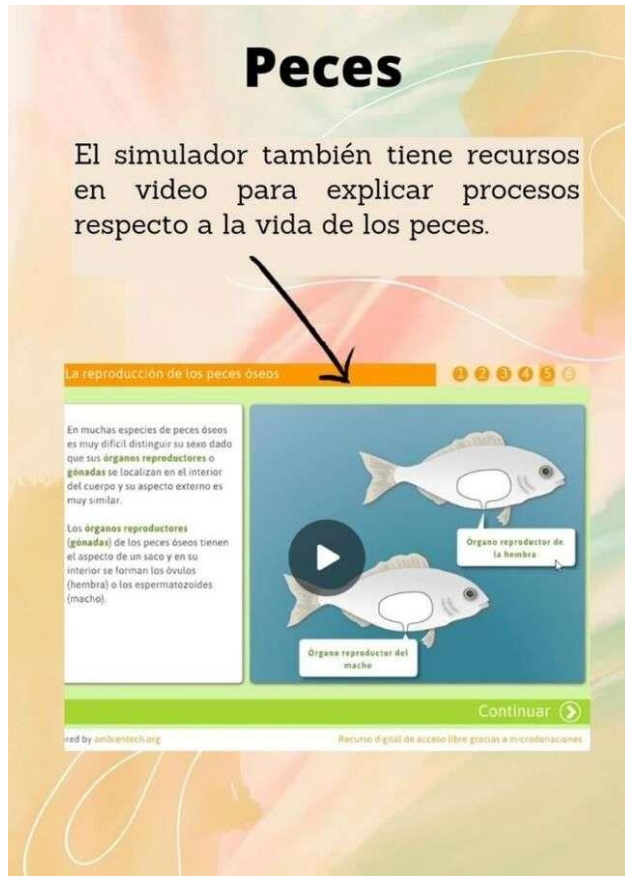 Peces
El simulador también tiene recursos
en video para explicar procesos
respecto a la vida de los peces.
La reproducción de los peces óseos
1 2 3 4 5 6
En muchas especies de peces óseos
es muy difícil distinguir su sexo dado
que sus órganos reproductores o
gónadas se localizan en el interior
del cuerpo y su aspecto externo es
muy similar.
Los órganos reproductores
(gónadas) de los peces óseos tienen
el aspecto de un saco y en su
interior se forman los óvulos
(hembra) o los espermatozoides
(macho).
Órgano reproductor de
la hembra
Órgano reproductor del
macho
Continuar
red by ambientech.org
Recurso digital de acceso libre gracias a microdonaciones